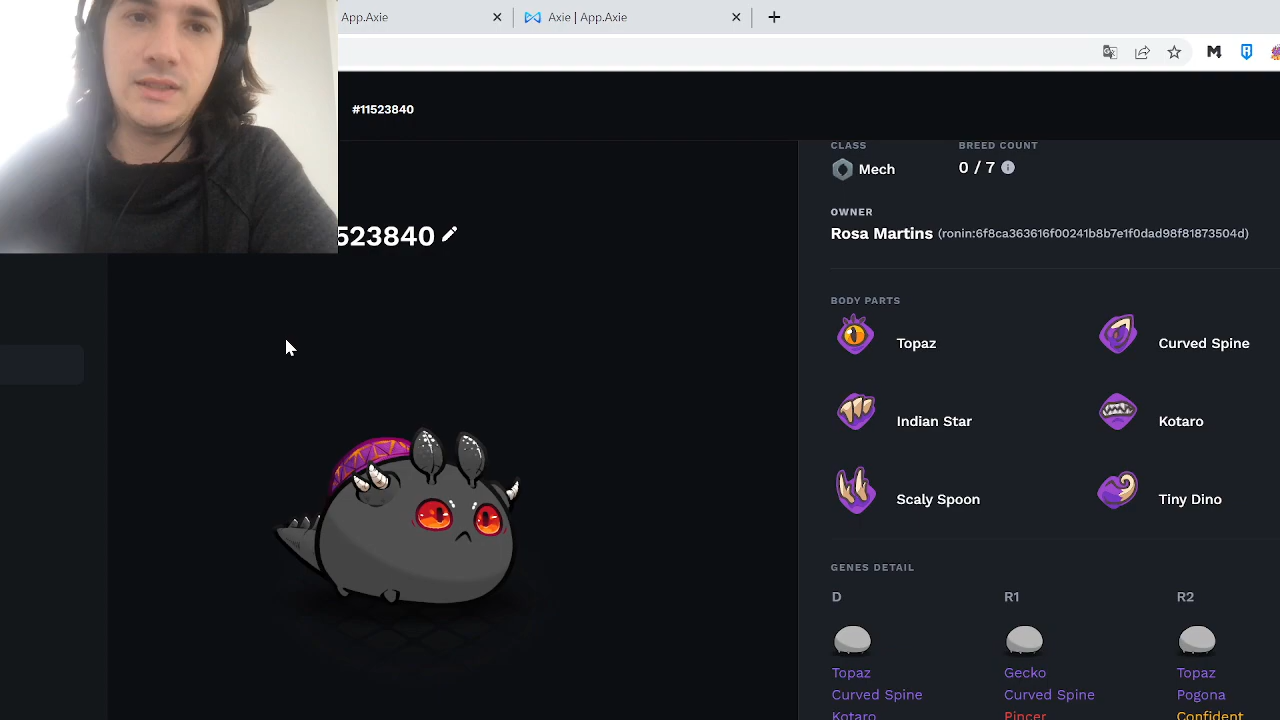 App.Axie
Axie | App.Axie
#11523840
CLASS
BREED COUNT
Mech
0 / 7
OWNER
523840
Rosa Martins (ronin:6f8ca363616f00241b8b7e1f0dad98f81873504d)
BODY PARTS
Topaz
Curved Spine
Indian Star
Kotaro
Scaly Spoon
Tiny Dino
GENES DETAIL
D
R1
R2
Topaz
Gecko
Topaz
Curved Spine
Curved Spine
Pogona
Kotaro
Pincer
Confident